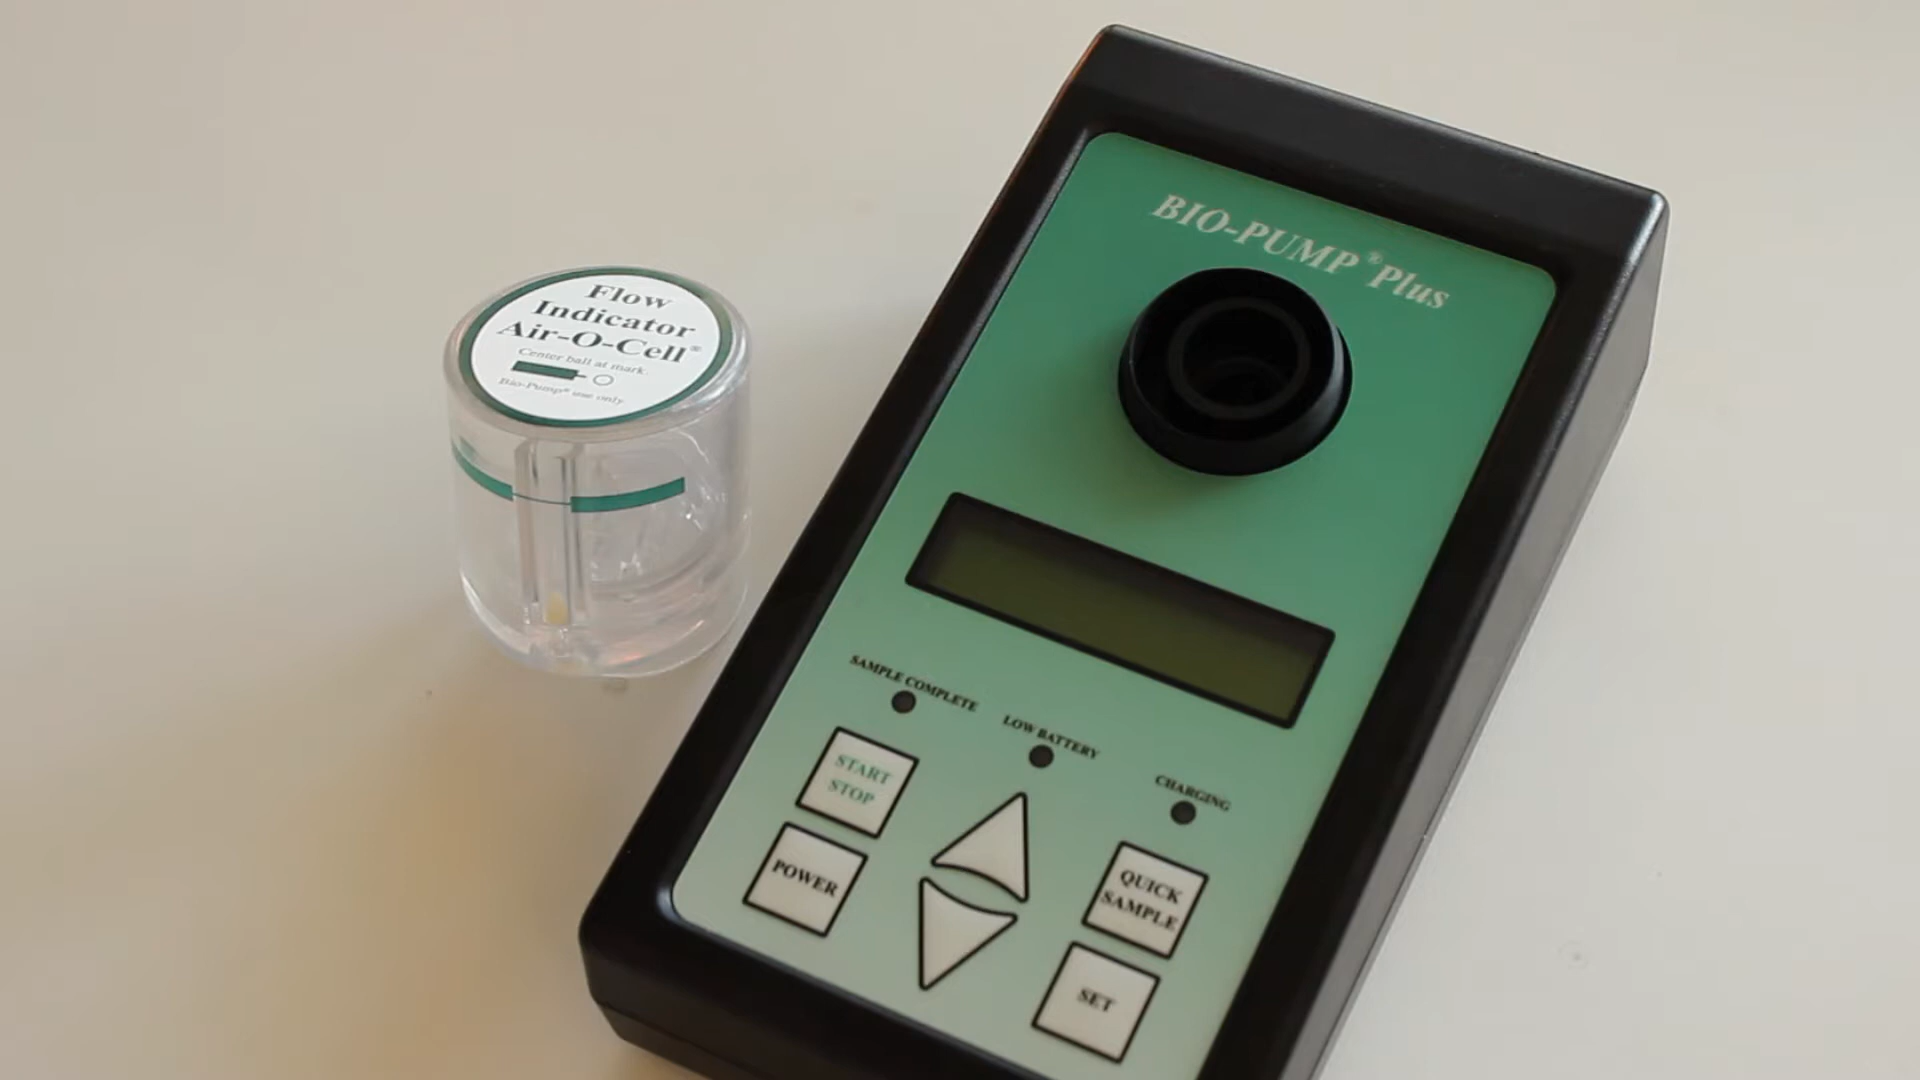 Flow
Indicator
Air-O-Cell®
Center ball at mark.
Bio-Pump® use only
BIO-PUMP® Plus
SAMPLE COMPLETE
LOW BATTERY
CHARGING
START
STOP
POWER
QUICK
SAMPLE
SET